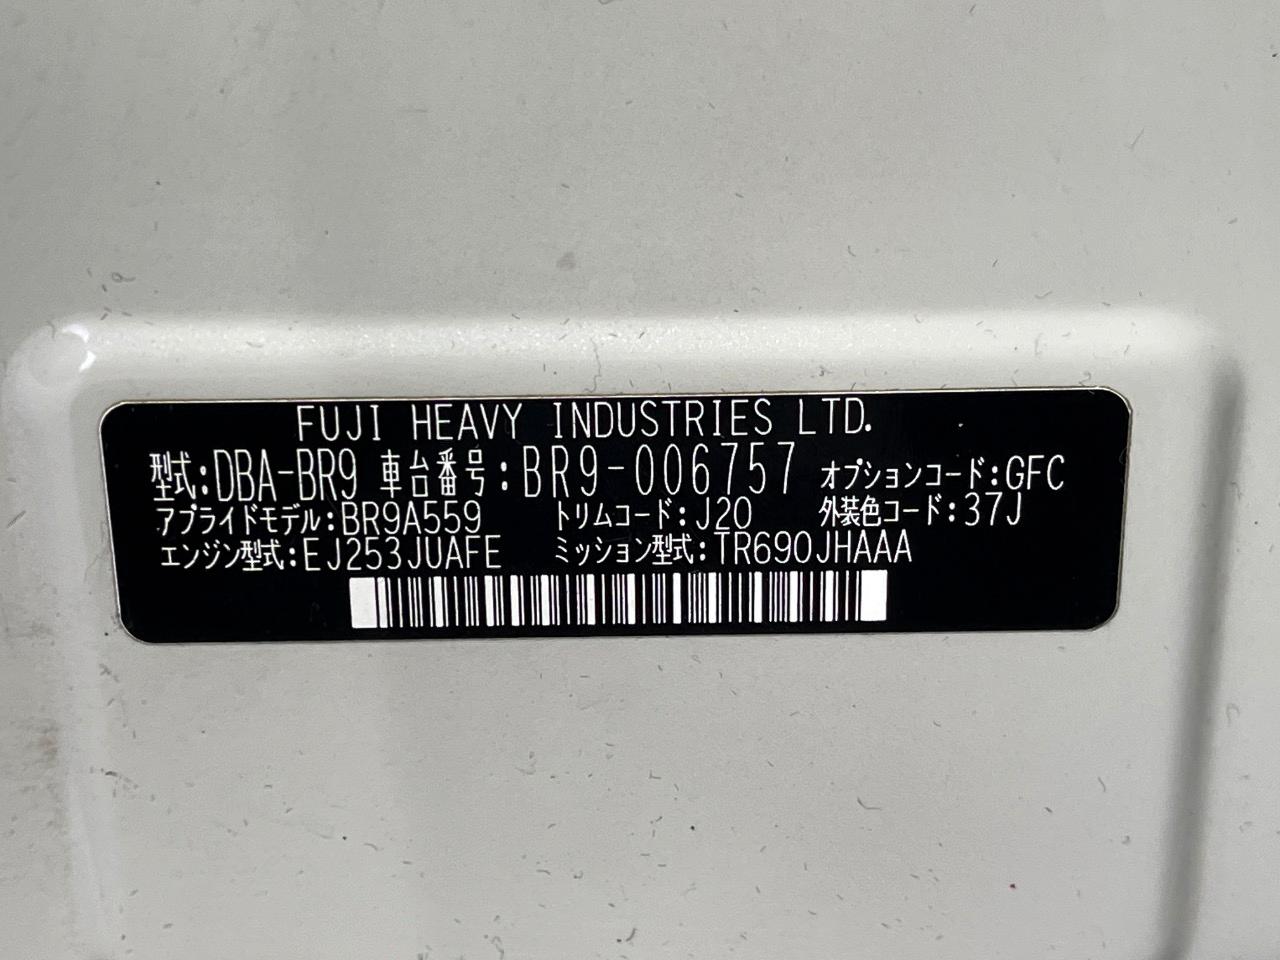 FUJI HEAVY INDUSTRIES LTD.
型式:DBA-BR9 車台番号:BR9-006757 オプションコード:GFC
アプライドモデル:BR9A559 トリムコード:J20 外装色コード:37J
エンジン型式:EJ253JUAFE ミッション型式:TR690JHAAA